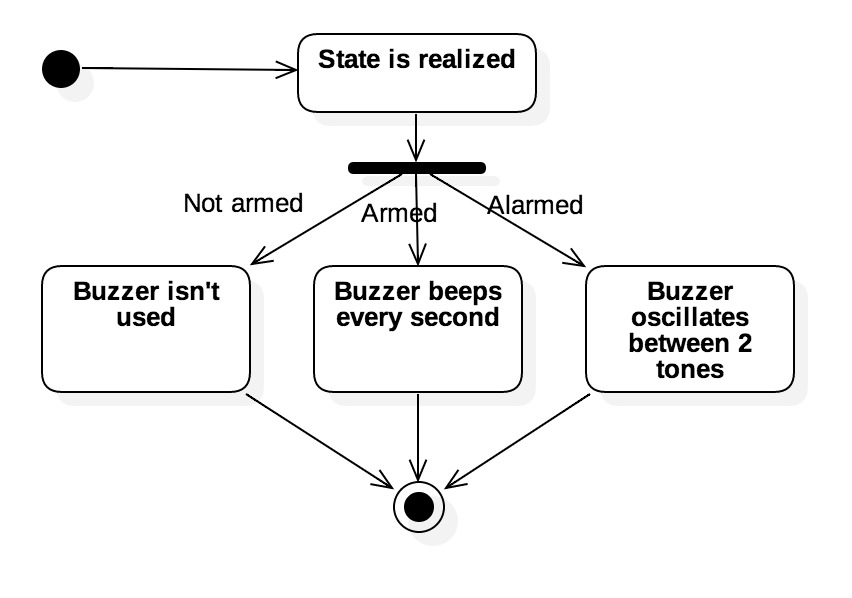 State is realized
Not armed
Armed
Alarmed
Buzzer isn't
used
Buzzer beeps
every second
Buzzer
oscillates
between 2
tones